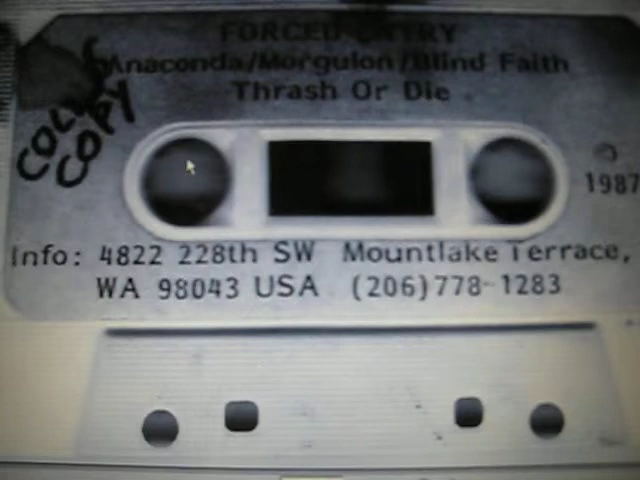 FORCED ENTRY
Anaconda/Morgulon/Blind Faith
Thrash Or Die
COPY
1987
Info: 4822 228th SW Mountlake Terrace,
WA 98043 USA (206)778-1283